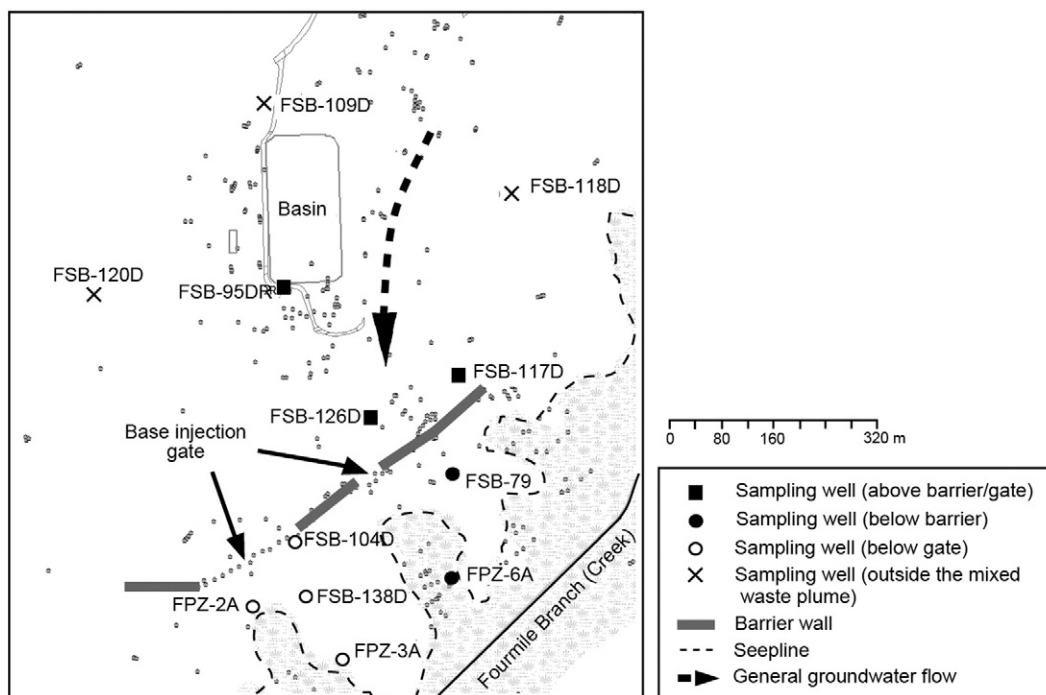 FSB-109D
FSB-118D
Basin
FSB-120D
FSB-95DR
FSB-117D
FSB-126D
Base injection
gate
FSB-79
FSB-104D
FPZ-6A
FSB-138D
FPZ-2A
FPZ-3A
Fourmile Branch (Creek)
0 80 160 320 m
Sampling well (above barrier/gate)
Sampling well (below barrier)
Sampling well (below gate)
Sampling well (outside the mixed
waste plume)
Barrier wall
Seepline
General groundwater flow